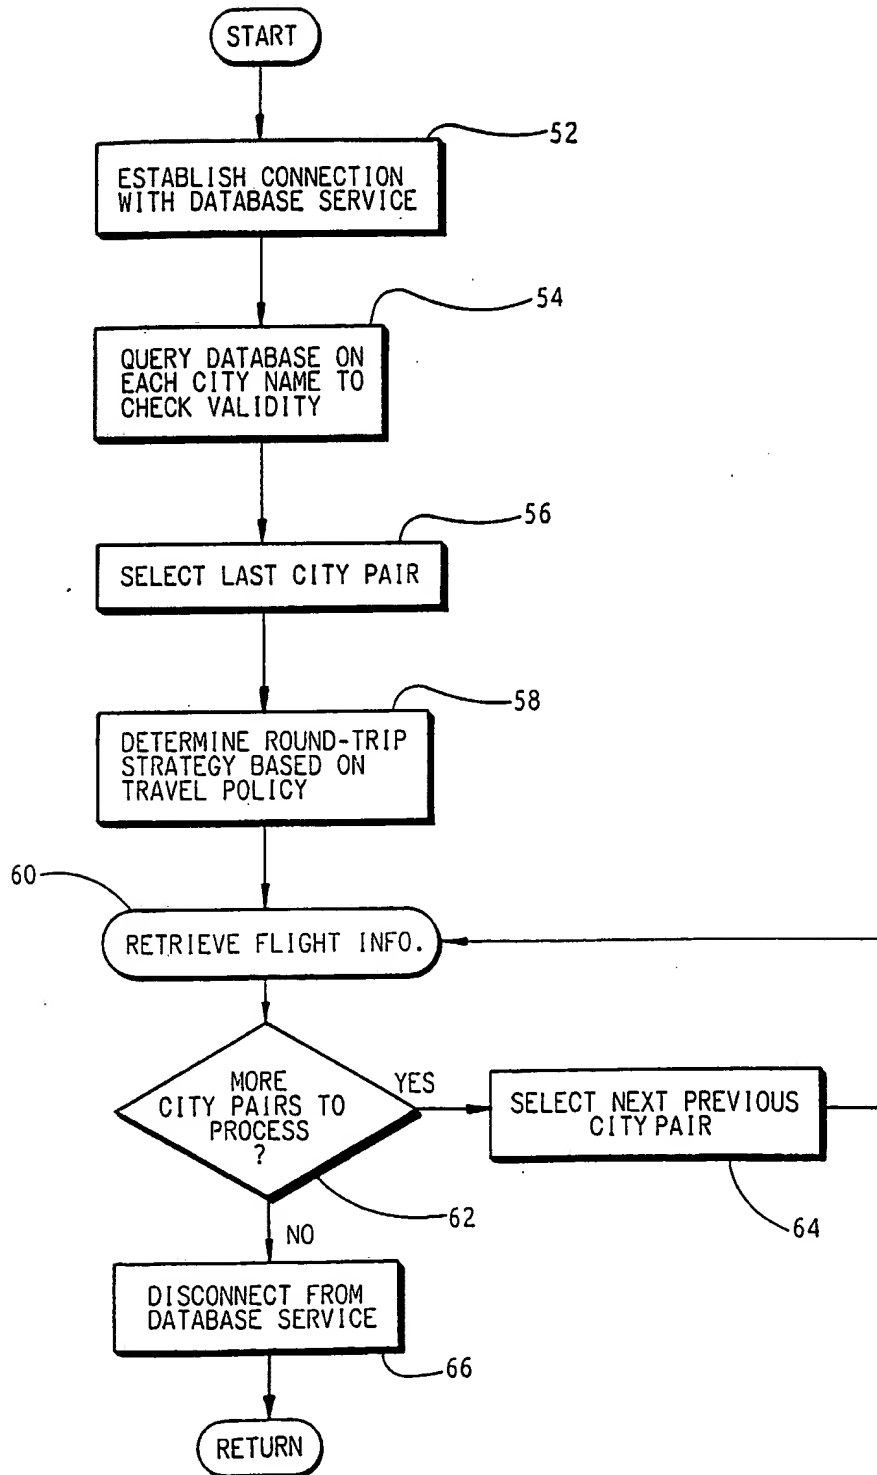 START
52
ESTABLISH CONNECTION
WITH DATABASE SERVICE
54
QUERY DATABASE ON
EACH CITY NAME TO
CHECK VALIDITY
56
SELECT LAST CITY PAIR
58
DETERMINE ROUND-TRIP
STRATEGY BASED ON
TRAVEL POLICY
60
RETRIEVE FLIGHT INFO.
MORE
CITY PAIRS TO
PROCESS
?
YES
SELECT NEXT PREVIOUS
CITY PAIR
62
64
NO
DISCONNECT FROM
DATABASE SERVICE
66
RETURN